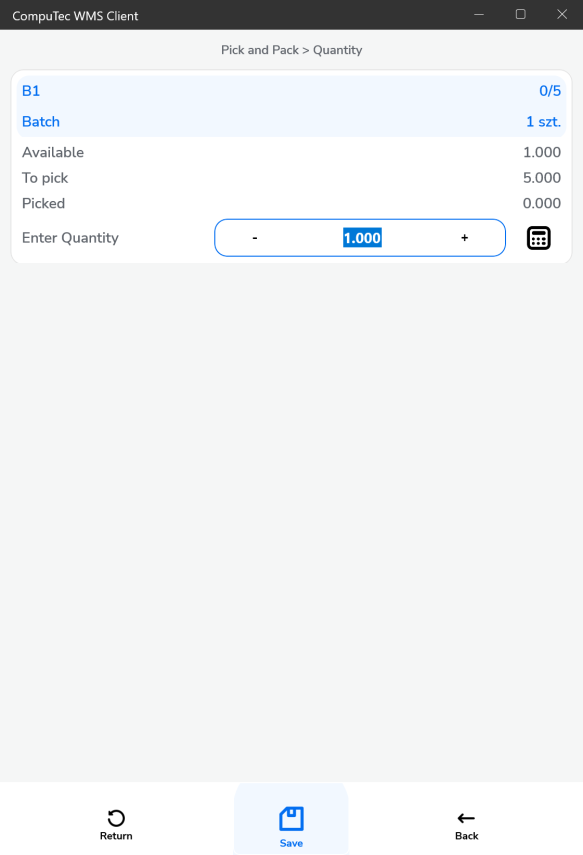 CompuTec WMS Client
Pick and Pack > Quantity
B1 0/5
Batch 1 szt.
Available 1.000
To pick 5.000
Picked 0.000
Enter Quantity - 1.000 +
Return Save Back